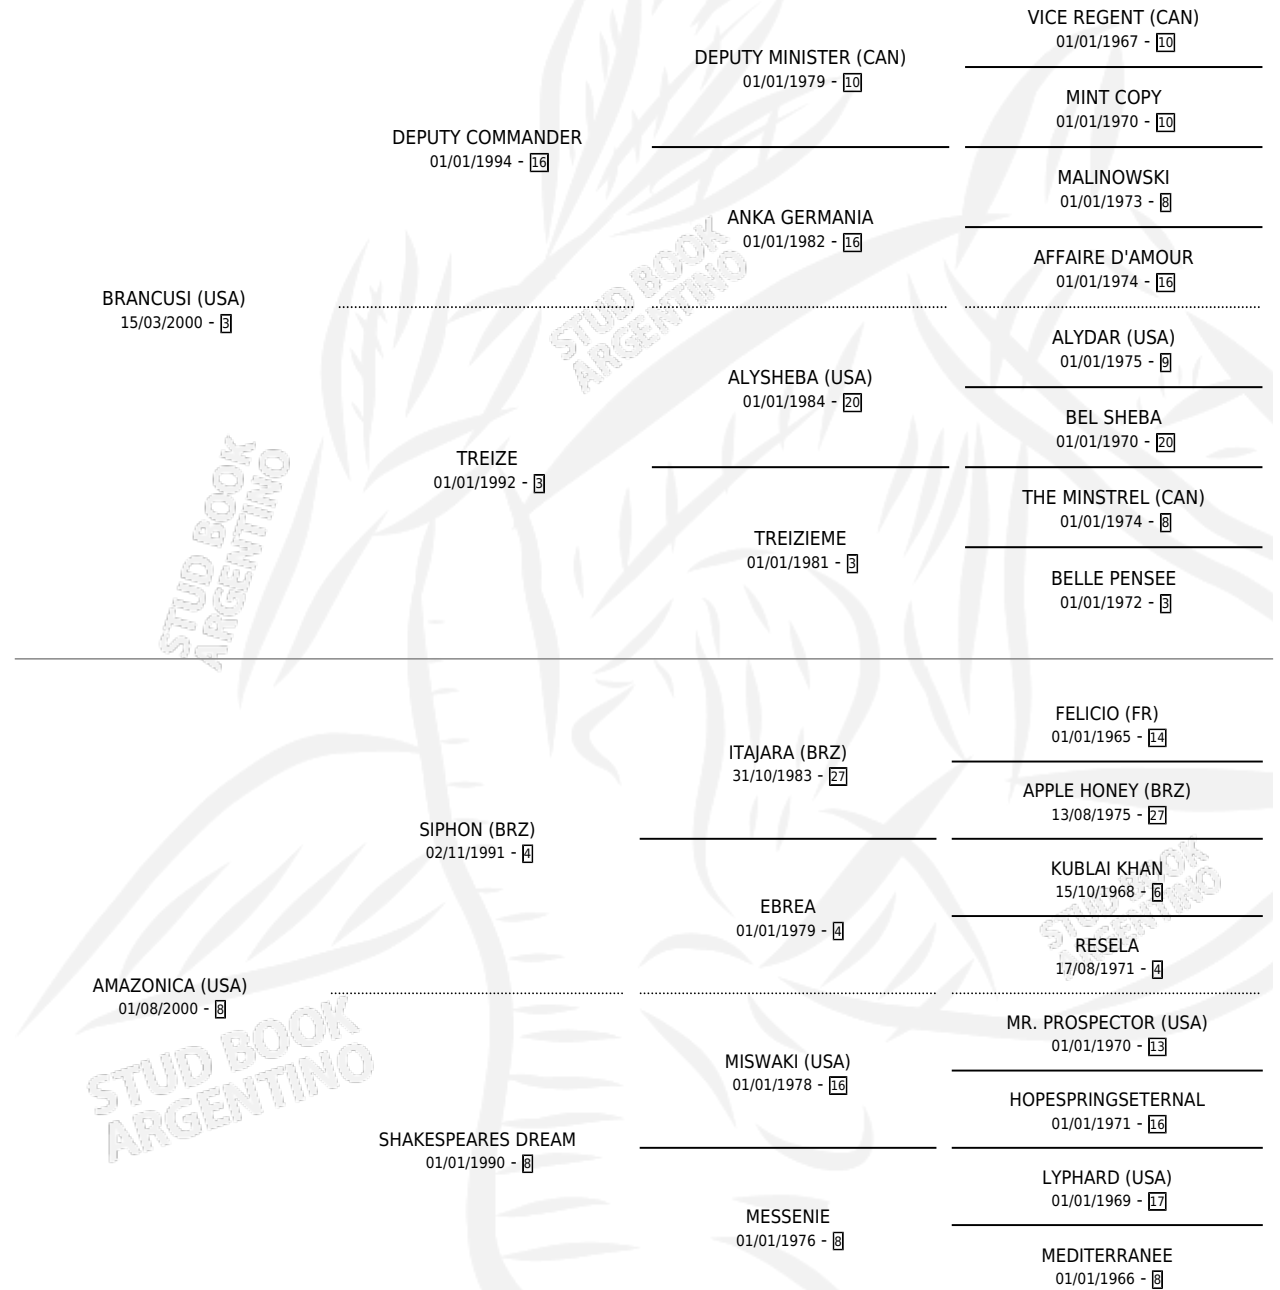 VICE REGENT (CAN)
01/01/1967 - 10
DEPUTY MINISTER (CAN)
01/01/1979 - 10
MINT COPY
01/01/1970 - 10
DEPUTY COMMANDER
01/01/1994 - 16
MALINOWSKI
01/01/1973 - 8
ANKA GERMANIA
01/01/1982 - 16
AFFAIRE D'AMOUR
01/01/1974 - 16
BRANCUSI (USA)
15/03/2000 - 3
ALYDAR (USA)
01/01/1975 - 9
ALYSHEBA (USA)
01/01/1984 - 20
BEL SHEBA
01/01/1970 - 20
TREIZE
01/01/1992 - 3
THE MINSTREL (CAN)
01/01/1974 - 8
TREIZIEME
01/01/1981 - 3
BELLE PENSEE
01/01/1972 - 3
STUD BOOK
ARGENTINO
STUD BOOK
ARGENTINO
FELICIO (FR)
01/01/1965 - 14
ITAJARA (BRZ)
31/10/1983 - 27
APPLE HONEY (BRZ)
13/08/1975 - 27
SIPHON (BRZ)
02/11/1991 - 4
KUBLAI KHAN
15/10/1968 - 6
EBREA
01/01/1979 - 4
RESELA
17/08/1971 - 4
STUD BOOK
ARGENTINO
AMAZONICA (USA)
01/08/2000 - 8
MR. PROSPECTOR (USA)
01/01/1970 - 13
MISWAKI (USA)
01/01/1978 - 16
HOPESPRINGSETERNAL
01/01/1971 - 16
STUD BOOK
ARGENTINO
SHAKESPEARES DREAM
01/01/1990 - 8
LYPHARD (USA)
01/01/1969 - 17
MESSENIE
01/01/1976 - 8
MEDITERRANEE
01/01/1966 - 8